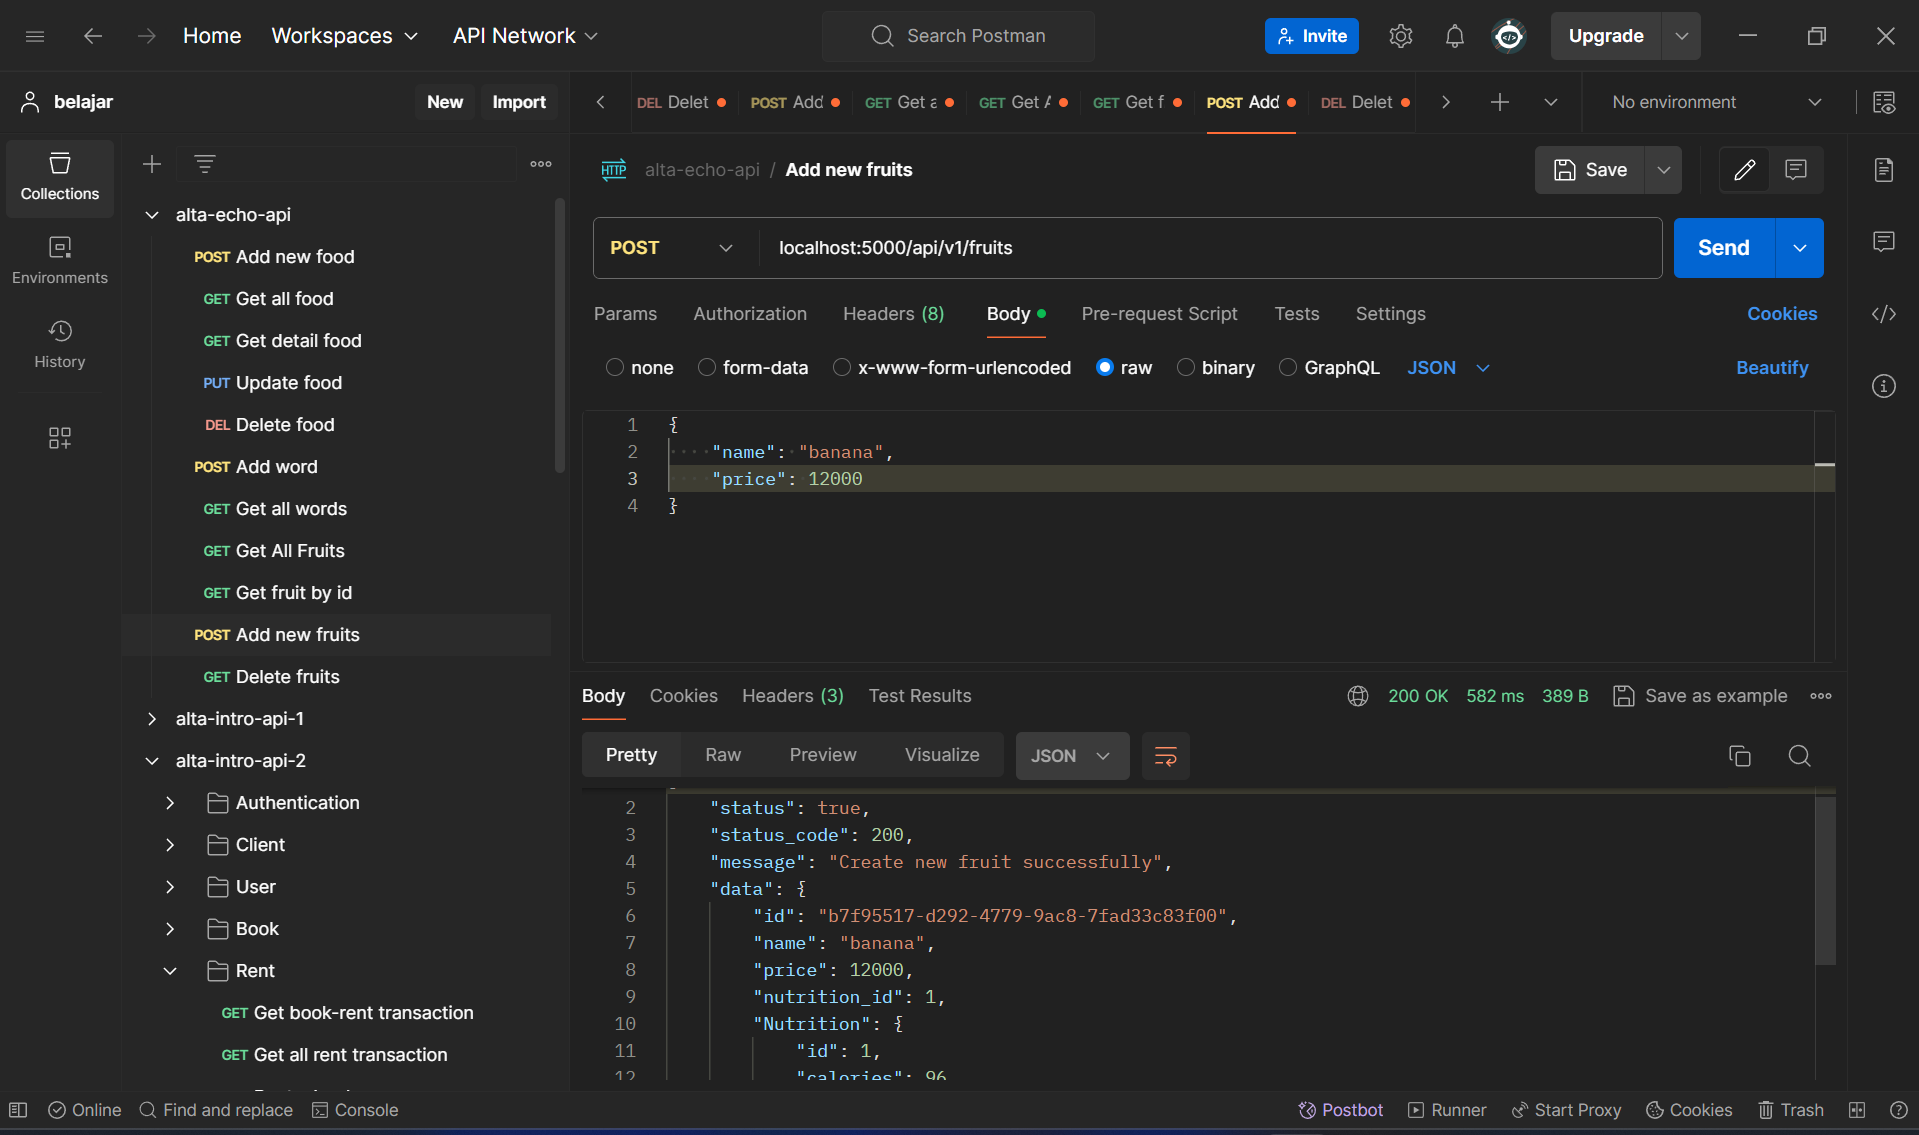 Home Workspaces API Network Search Postman Invite Upgrade
belajar New Import DEL Delet POST Add GET Get a GET Get A GET Get f POST Add DEL Delet No environment
Collections
Environments
History
alta-echo-api
POST Add new food
GET Get all food
GET Get detail food
PUT Update food
DEL Delete food
POST Add word
GET Get all words
GET Get All Fruits
GET Get fruit by id
POST Add new fruits
GET Delete fruits
alta-intro-api-1
alta-intro-api-2
Authentication
Client
User
Book
Rent
GET Get book-rent transaction
GET Get all rent transaction
HTTP alta-echo-api / Add new fruits Save
POST localhost:5000/api/v1/fruits Send
Params Authorization Headers (8) Body Pre-request Script Tests Settings Cookies
none form-data x-www-form-urlencoded raw binary GraphQL JSON Beautify
1 {
2 "name": "banana",
3 "price": 12000
4 }
Body Cookies Headers (3) Test Results 200 OK 582 ms 389 B Save as example
Pretty Raw Preview Visualize JSON
2 "status": true,
3 "status_code": 200,
4 "message": "Create new fruit successfully",
5 "data": {
6 "id": "b7f95517-d292-4779-9ac8-7fad33c83f00",
7 "name": "banana",
8 "price": 12000,
9 "nutrition_id": 1,
10 "Nutrition": {
11 "id": 1,
12 "calories": 96
Online Find and replace Console Postbot Runner Start Proxy Cookies Trash